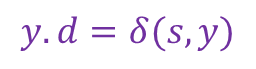 y.d = δ(s,y)